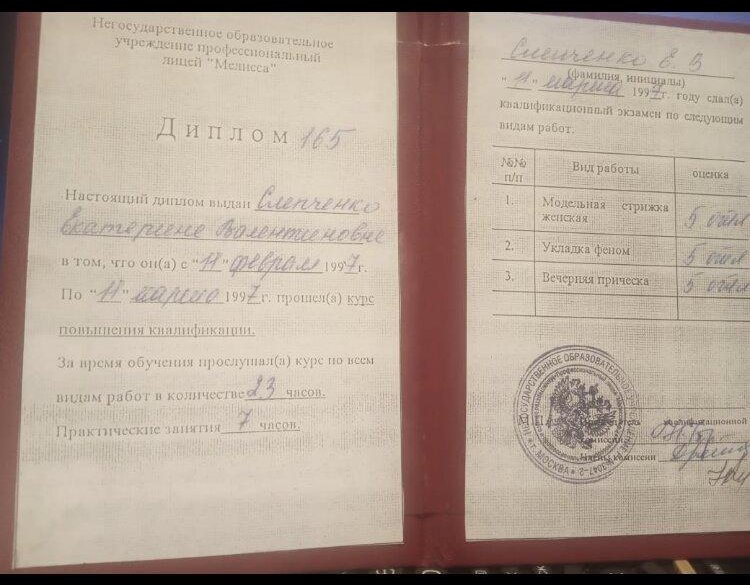 Негосударственное образовательное
учреждение профессиональный
лицей "Мелисса"
ДИПЛОМ 165
Настоящий диплом выдан Слепченко
Екатерине Валентиновне
в том, что он(а) с "11" февраля 1997г.
По "11" марта 1997г. прошел(а) курс
повышения квалификации.
За время обучения прослушал(а) курс по всем
видам работ в количестве 23 часов.
Практические занятия 7 часов.
Слепченко Е. В
(фамилия, инициалы)
"11" марта 1997г. году сдал(а)
квалификационный экзамен по следующим
видам работ.
№№ п/п Вид работы оценка
1. Модельная стрижка женская 5 отл
2. Укладка феном 5 отл
3. Вечерняя прическа 5 отл
М.П. квалификационной
комиссии
Члены комиссии